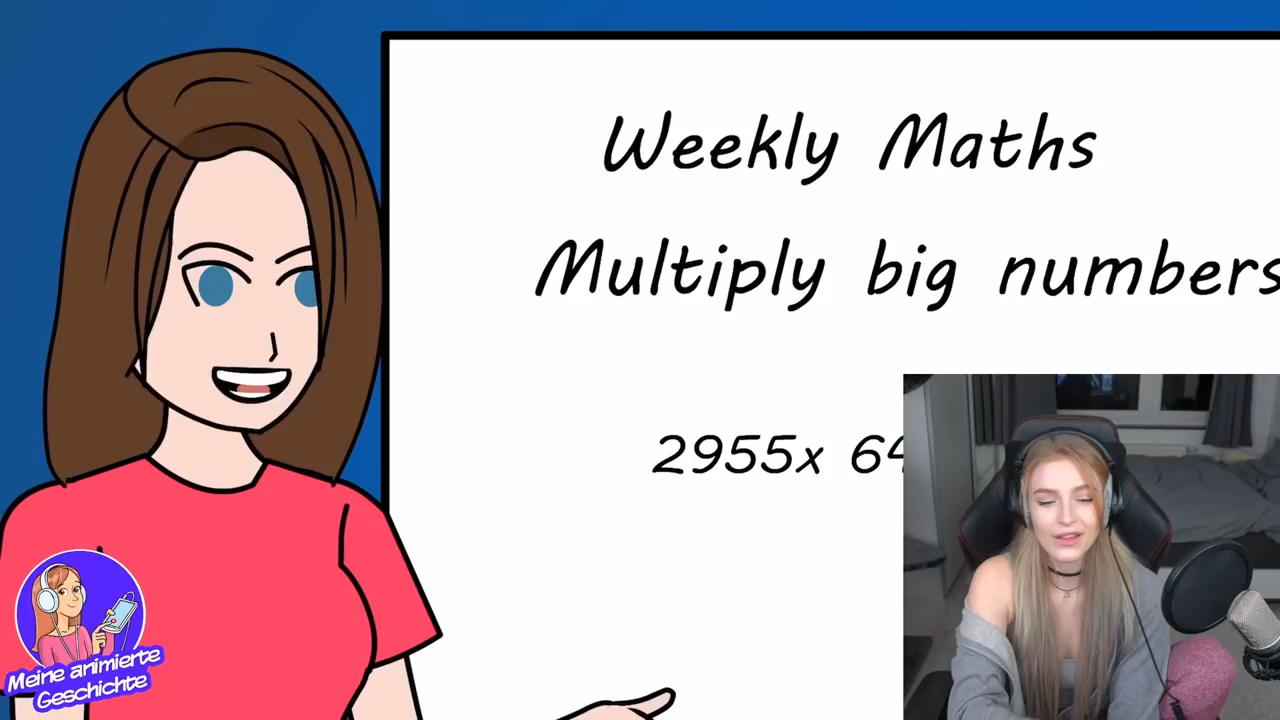 Weekly Maths
Multiply big numbers
2955x 64
Meine animierte
Geschichte